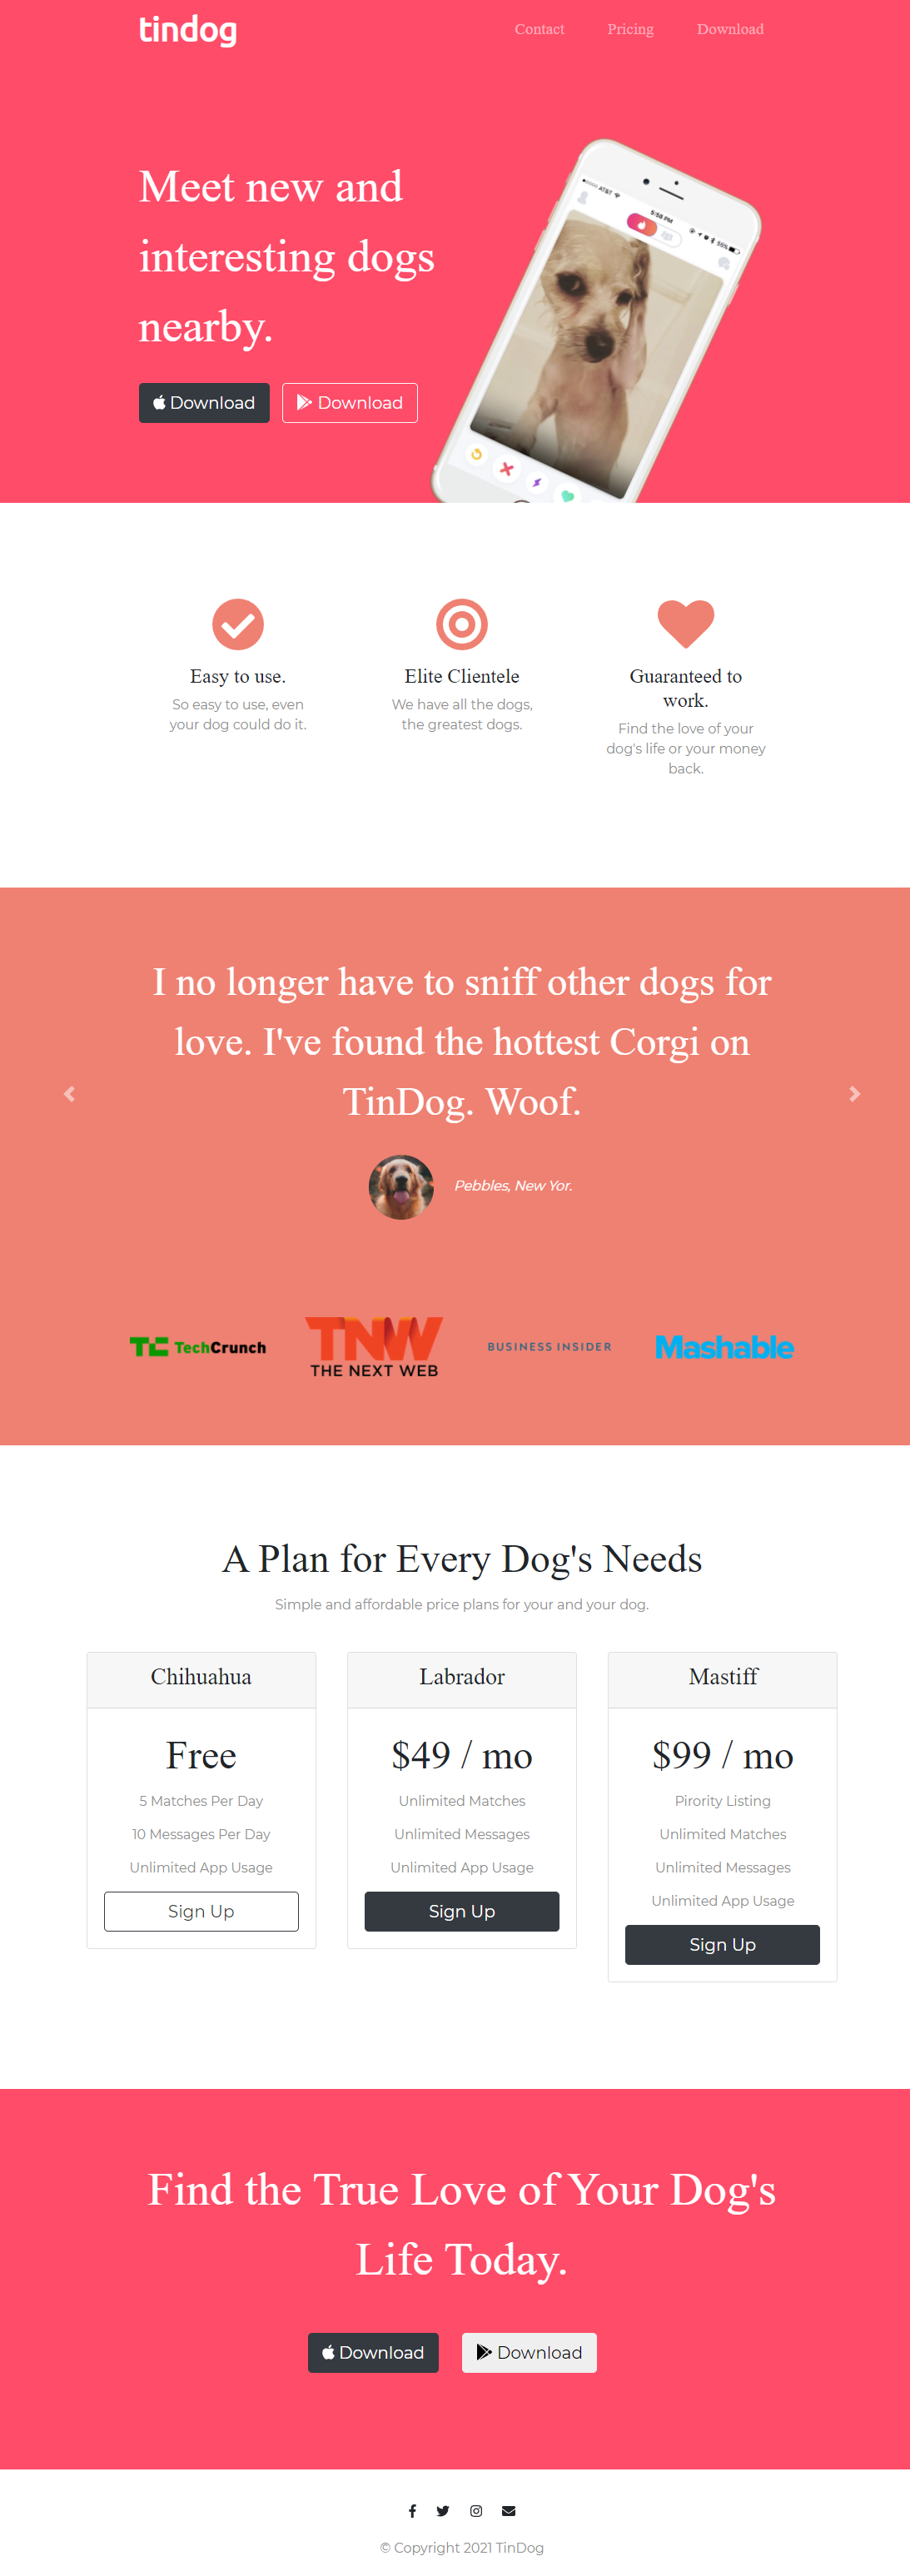 tindog
Contact
Pricing
Download
Meet new and
interesting dogs
nearby.
Download
Download
AT&T
5:58 PM
55%
Easy to use.
So easy to use, even
your dog could do it.
Elite Clientele
We have all the dogs,
the greatest dogs.
Guaranteed to
work.
Find the love of your
dog's life or your money
back.
I no longer have to sniff other dogs for
love. I've found the hottest Corgi on
TinDog. Woof.
Pebbles, New Yor.
TC TechCrunch
TNW
THE NEXT WEB
BUSINESS INSIDER
Mashable
A Plan for Every Dog's Needs
Simple and affordable price plans for your and your dog.
Chihuahua
Free
5 Matches Per Day
10 Messages Per Day
Unlimited App Usage
Sign Up
Labrador
$49 / mo
Unlimited Matches
Unlimited Messages
Unlimited App Usage
Sign Up
Mastiff
$99 / mo
Pirority Listing
Unlimited Matches
Unlimited Messages
Unlimited App Usage
Sign Up
Find the True Love of Your Dog's
Life Today.
Download
Download
© Copyright 2021 TinDog